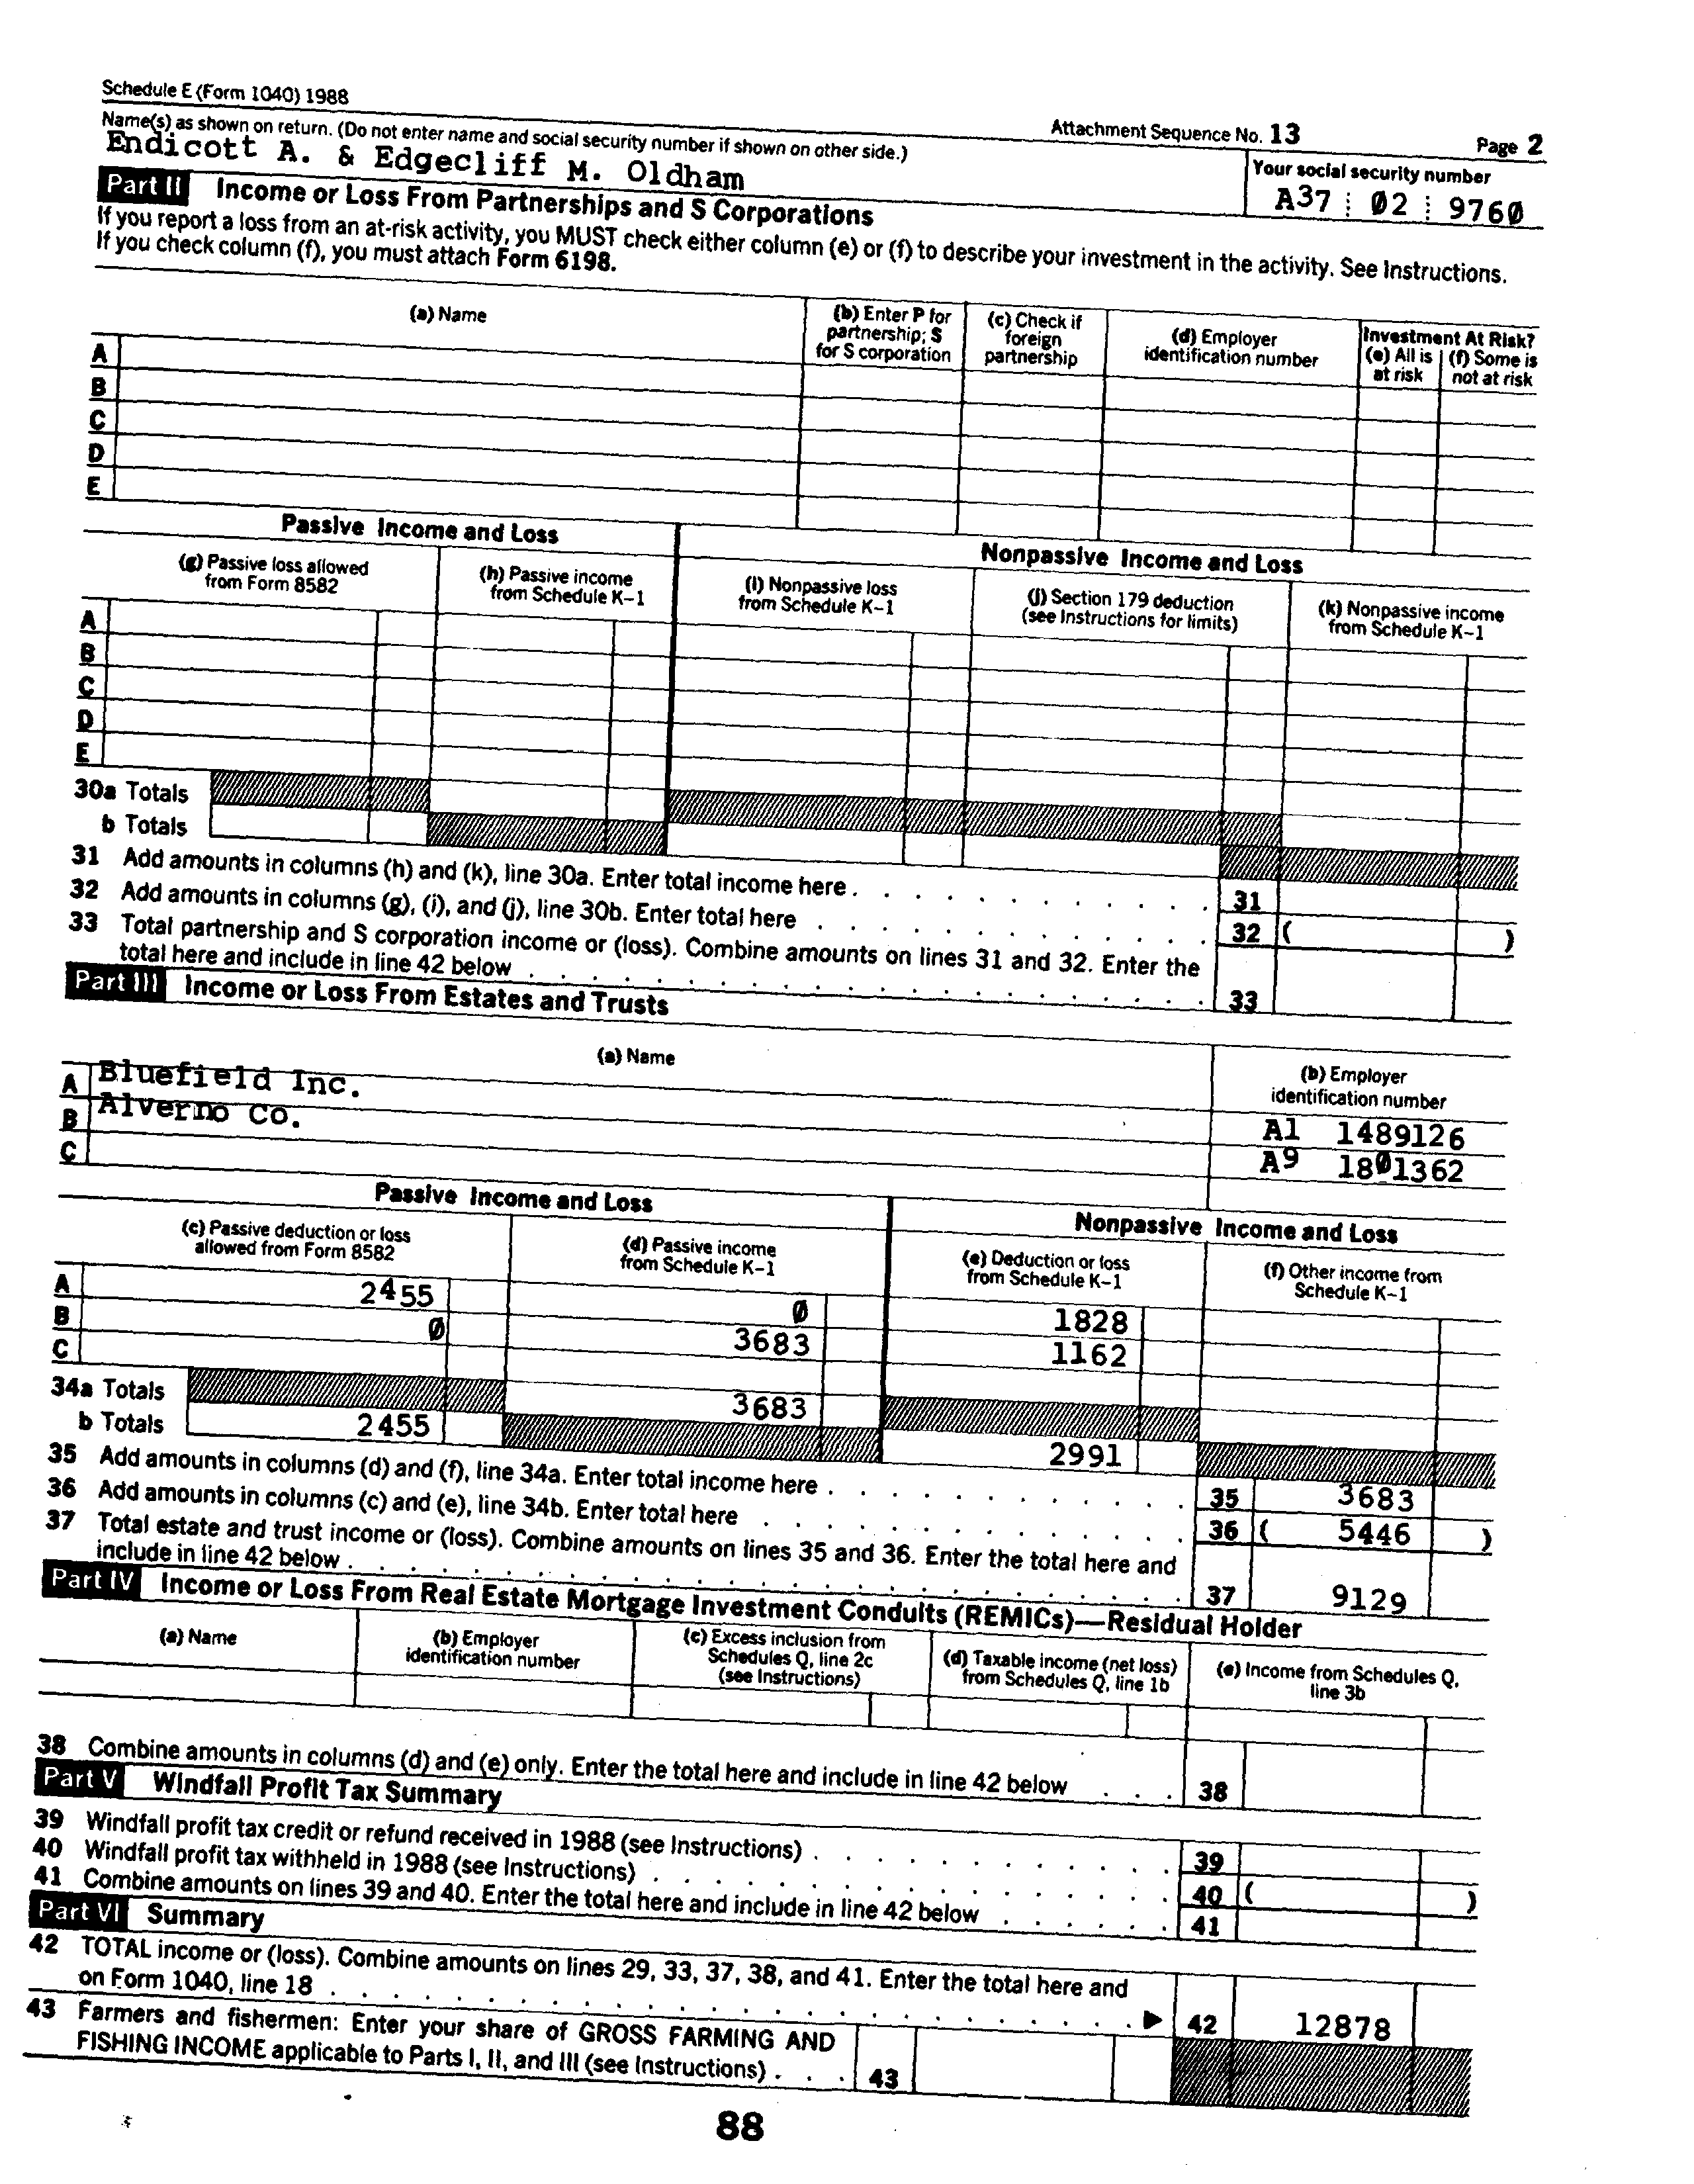 Schedule E (Form 1040) 1988
Attachment Sequence No. 13
Page 2
Name(s) as shown on return. (Do not enter name and social security number if shown on other side.)
Your social security number
Endicott A. & Edgecliff M. Oldham
A37 02 9760
Part II Income or Loss From Partnerships and S Corporations
If you report a loss from an at-risk activity, you MUST check either column (e) or (f) to describe your investment in the activity. See Instructions.
If you check column (f), you must attach Form 6198.
(a) Name
(b) Enter P for partnership; S for S corporation
(c) Check if foreign partnership
(d) Employer identification number
Investment At Risk?
(e) All is at risk
(f) Some is not at risk
A
B
C
D
E
Passive Income and Loss
Nonpassive Income and Loss
(g) Passive loss allowed from Form 8582
(h) Passive income from Schedule K–1
(i) Nonpassive loss from Schedule K–1
(j) Section 179 deduction (see Instructions for limits)
(k) Nonpassive income from Schedule K–1
A
B
C
D
E
30a Totals
b Totals
31 Add amounts in columns (h) and (k), line 30a. Enter total income here . . . . . . . . . . . . 31
32 Add amounts in columns (g), (i), and (j), line 30b. Enter total here . . . . . . . . . . . . . 32 ( )
33 Total partnership and S corporation income or (loss). Combine amounts on lines 31 and 32. Enter the
total here and include in line 42 below . . . . . . . . . . . . . . . . . . . . . . 33
Part III Income or Loss From Estates and Trusts
(a) Name
(b) Employer identification number
A Bluefield Inc. A1 1489126
B Alverno Co. A9 1801362
C
Passive Income and Loss
Nonpassive Income and Loss
(c) Passive deduction or loss allowed from Form 8582
(d) Passive income from Schedule K–1
(e) Deduction or loss from Schedule K–1
(f) Other income from Schedule K–1
A 2455 0 1828
B 0 3683 1162
C
34a Totals 3683
b Totals 2455 2991
35 Add amounts in columns (d) and (f), line 34a. Enter total income here . . . . . . . . . . . . 35 3683
36 Add amounts in columns (c) and (e), line 34b. Enter total here . . . . . . . . . . . . . . 36 ( 5446 )
37 Total estate and trust income or (loss). Combine amounts on lines 35 and 36. Enter the total here and
include in line 42 below . . . . . . . . . . . . . . . . . . . . . . . . . . . 37 9129
Part IV Income or Loss From Real Estate Mortgage Investment Conduits (REMICs)—Residual Holder
(a) Name
(b) Employer identification number
(c) Excess inclusion from Schedules Q, line 2c (see Instructions)
(d) Taxable income (net loss) from Schedules Q, line 1b
(e) Income from Schedules Q, line 3b
38 Combine amounts in columns (d) and (e) only. Enter the total here and include in line 42 below . . . 38
Part V Windfall Profit Tax Summary
39 Windfall profit tax credit or refund received in 1988 (see Instructions) . . . . . . . . . . . . 39
40 Windfall profit tax withheld in 1988 (see Instructions) . . . . . . . . . . . . . . . . . 40 ( )
41 Combine amounts on lines 39 and 40. Enter the total here and include in line 42 below . . . . . . 41
Part VI Summary
42 TOTAL income or (loss). Combine amounts on lines 29, 33, 37, 38, and 41. Enter the total here and
on Form 1040, line 18 . . . . . . . . . . . . . . . . . . . . . . . . . ► 42 12878
43 Farmers and fishermen: Enter your share of GROSS FARMING AND
FISHING INCOME applicable to Parts I, II, and III (see Instructions) . . . 43
88